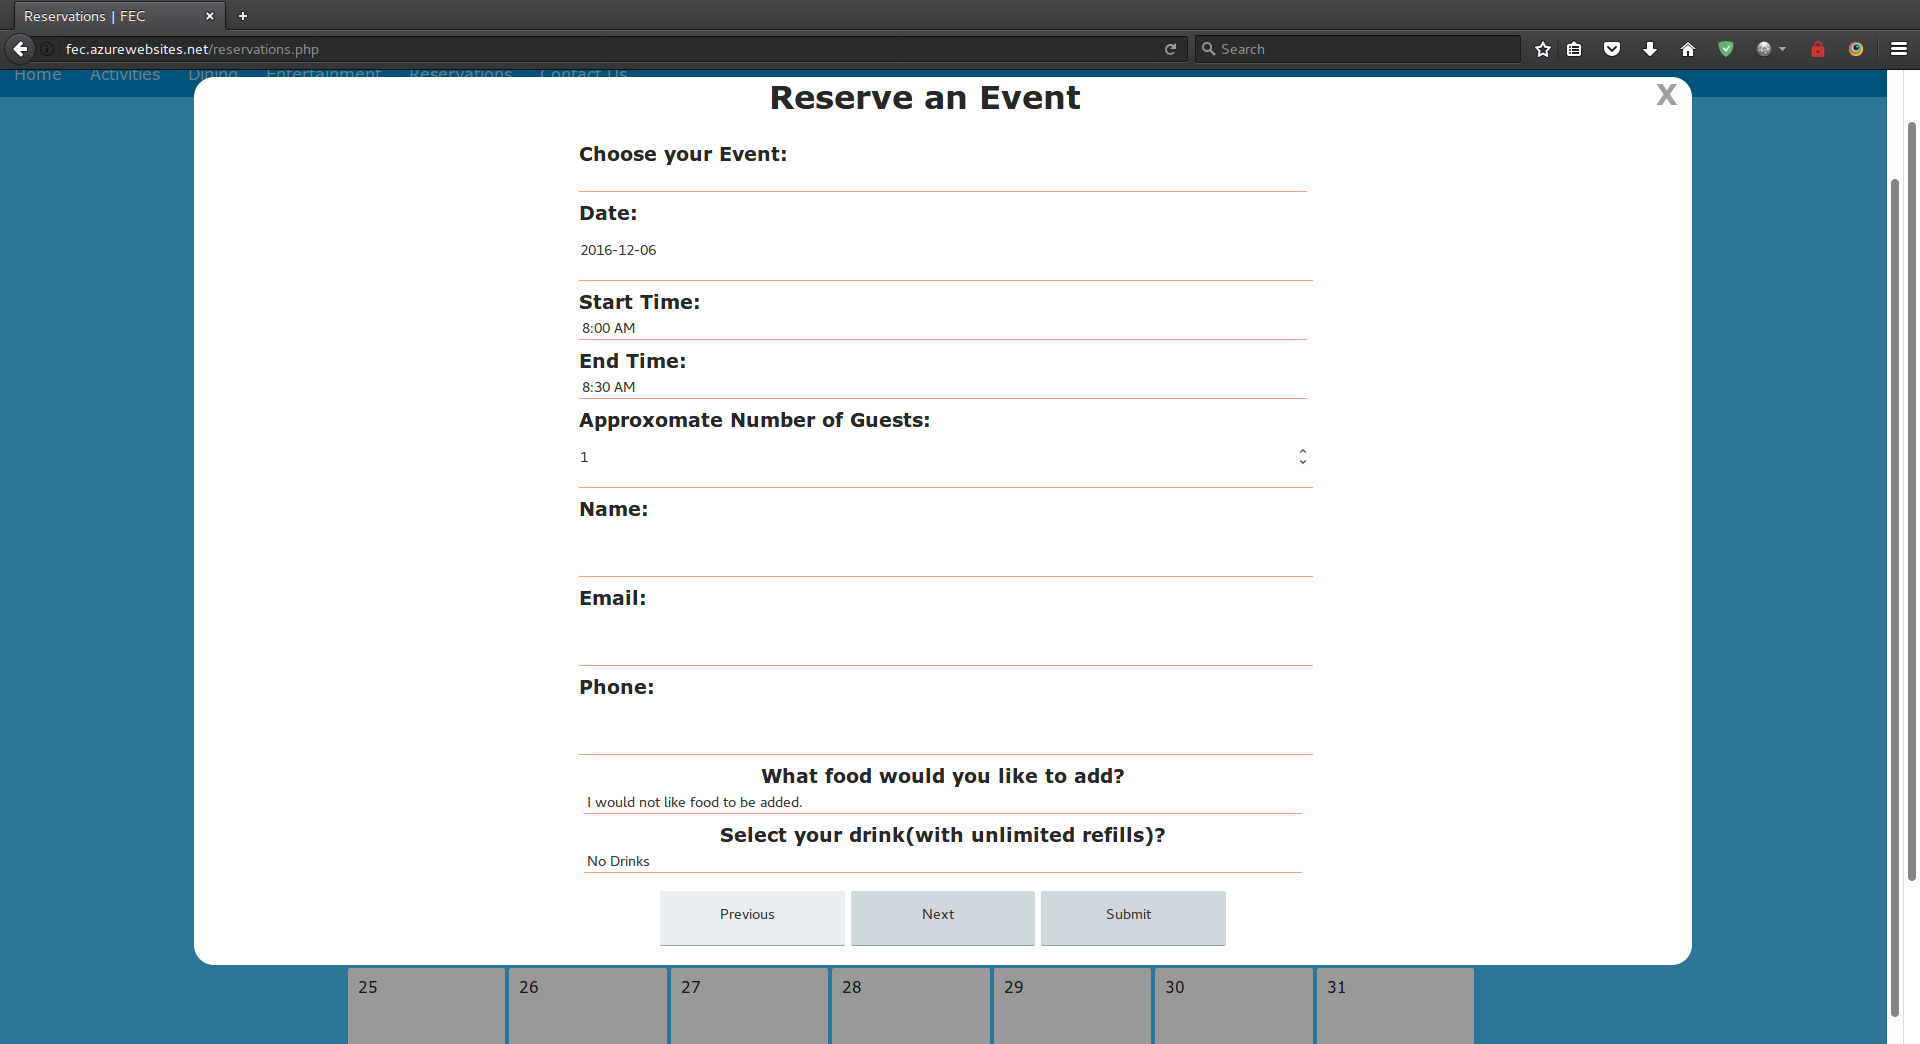 Reservations | FEC
fec.azurewebsites.net/reservations.php
Search
Home Activities Dining Entertainment Reservations Contact Us
Reserve an Event
X
Choose your Event:
Date:
2016-12-06
Start Time:
8:00 AM
End Time:
8:30 AM
Approxomate Number of Guests:
1
Name:
Email:
Phone:
What food would you like to add?
I would not like food to be added.
Select your drink(with unlimited refills)?
No Drinks
Previous Next Submit
25 26 27 28 29 30 31